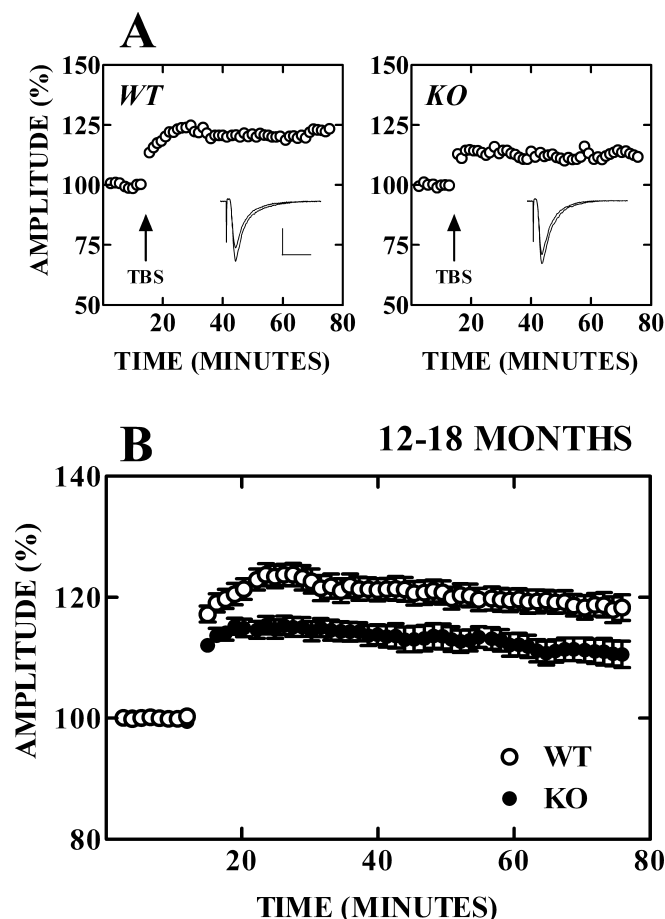 A
AMPLITUDE (%)
150
125
100
75
50
WT
TBS
0 20 40 60 80
TIME (MINUTES)
150
125
100
75
50
KO
TBS
0 20 40 60 80
TIME (MINUTES)
B
12-18 MONTHS
AMPLITUDE (%)
140
120
100
80
WT
KO
20 40 60 80
TIME (MINUTES)